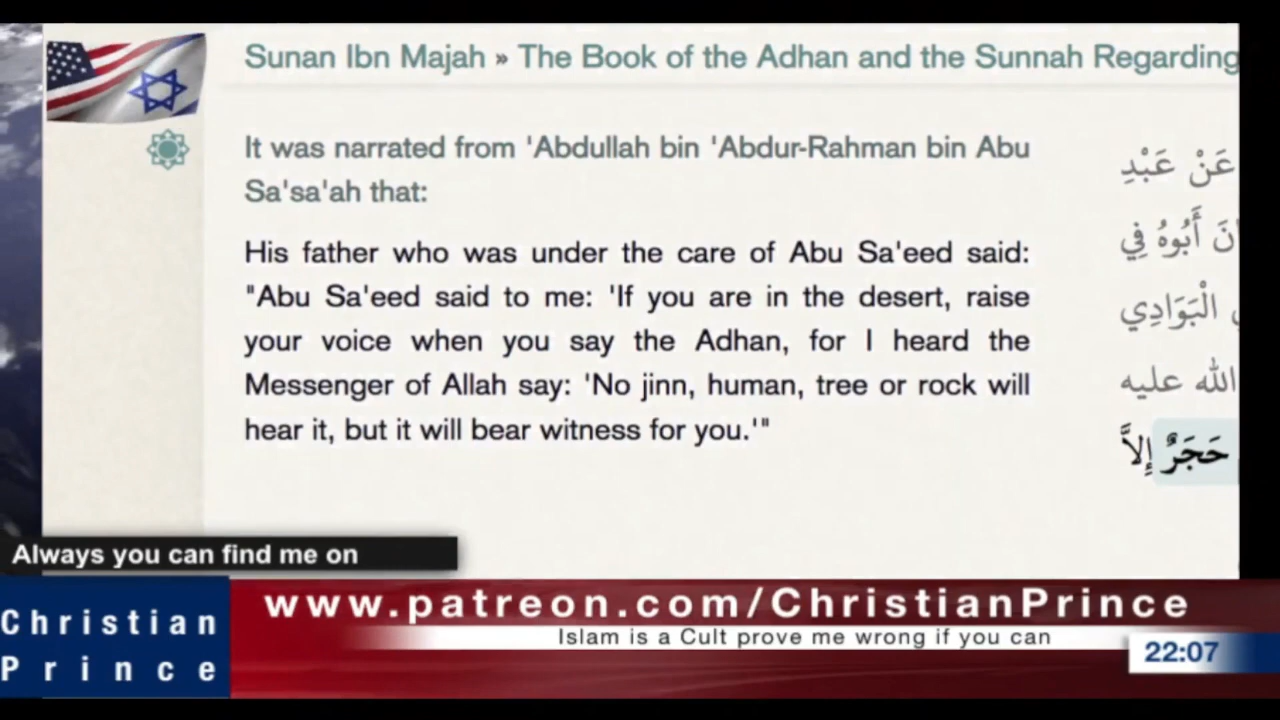 Sunan Ibn Majah » The Book of the Adhan and the Sunnah Regarding
It was narrated from 'Abdullah bin 'Abdur-Rahman bin Abu
Sa'sa'ah that:
His father who was under the care of Abu Sa'eed said:
"Abu Sa'eed said to me: 'If you are in the desert, raise
your voice when you say the Adhan, for I heard the
Messenger of Allah say: 'No jinn, human, tree or rock will
hear it, but it will bear witness for you.'"
عَنْ عَبْدِ
أَبُوهُ فِي
الْبَوَادِي
الله عليه
حَجَرٌ إِلاَّ
Always you can find me on
Christian
Prince
www.patreon.com/ChristianPrince
Islam is a Cult prove me wrong if you can
22:07